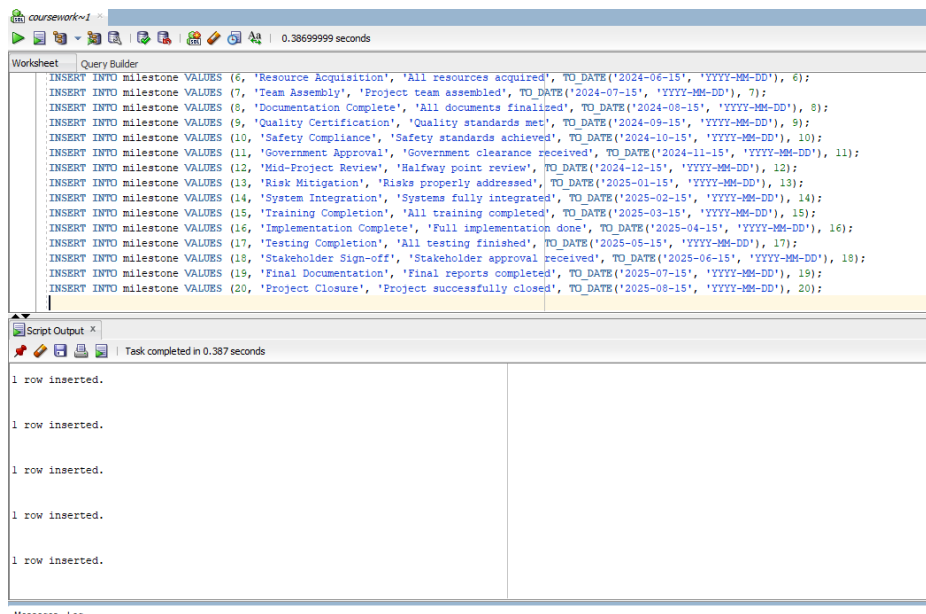 coursework~1
0.38699999 seconds
Worksheet Query Builder
INSERT INTO milestone VALUES (6, 'Resource Acquisition', 'All resources acquired', TO_DATE('2024-06-15', 'YYYY-MM-DD'), 6);
INSERT INTO milestone VALUES (7, 'Team Assembly', 'Project team assembled', TO_DATE('2024-07-15', 'YYYY-MM-DD'), 7);
INSERT INTO milestone VALUES (8, 'Documentation Complete', 'All documents finalized', TO_DATE('2024-08-15', 'YYYY-MM-DD'), 8);
INSERT INTO milestone VALUES (9, 'Quality Certification', 'Quality standards met', TO_DATE('2024-09-15', 'YYYY-MM-DD'), 9);
INSERT INTO milestone VALUES (10, 'Safety Compliance', 'Safety standards achieved', TO_DATE('2024-10-15', 'YYYY-MM-DD'), 10);
INSERT INTO milestone VALUES (11, 'Government Approval', 'Government clearance received', TO_DATE('2024-11-15', 'YYYY-MM-DD'), 11);
INSERT INTO milestone VALUES (12, 'Mid-Project Review', 'Halfway point review', TO_DATE('2024-12-15', 'YYYY-MM-DD'), 12);
INSERT INTO milestone VALUES (13, 'Risk Mitigation', 'Risks properly addressed', TO_DATE('2025-01-15', 'YYYY-MM-DD'), 13);
INSERT INTO milestone VALUES (14, 'System Integration', 'Systems fully integrated', TO_DATE('2025-02-15', 'YYYY-MM-DD'), 14);
INSERT INTO milestone VALUES (15, 'Training Completion', 'All training completed', TO_DATE('2025-03-15', 'YYYY-MM-DD'), 15);
INSERT INTO milestone VALUES (16, 'Implementation Complete', 'Full implementation done', TO_DATE('2025-04-15', 'YYYY-MM-DD'), 16);
INSERT INTO milestone VALUES (17, 'Testing Completion', 'All testing finished', TO_DATE('2025-05-15', 'YYYY-MM-DD'), 17);
INSERT INTO milestone VALUES (18, 'Stakeholder Sign-off', 'Stakeholder approval received', TO_DATE('2025-06-15', 'YYYY-MM-DD'), 18);
INSERT INTO milestone VALUES (19, 'Final Documentation', 'Final reports completed', TO_DATE('2025-07-15', 'YYYY-MM-DD'), 19);
INSERT INTO milestone VALUES (20, 'Project Closure', 'Project successfully closed', TO_DATE('2025-08-15', 'YYYY-MM-DD'), 20);
Script Output x
Task completed in 0.387 seconds
1 row inserted.
1 row inserted.
1 row inserted.
1 row inserted.
1 row inserted.